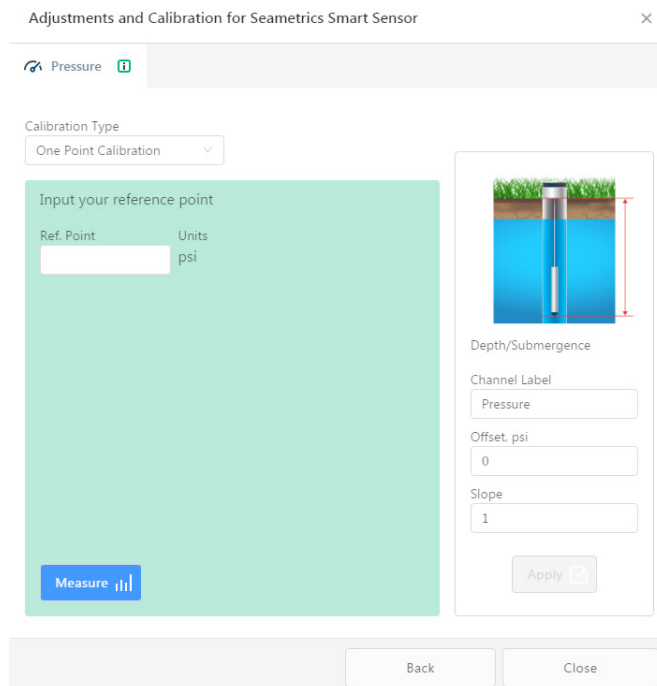 Adjustments and Calibration for Seametrics Smart Sensor
Pressure
Calibration Type
One Point Calibration
Input your reference point
Ref. Point Units
psi
Measure
Depth/Submergence
Channel Label
Pressure
Offset, psi
0
Slope
1
Apply
Back Close